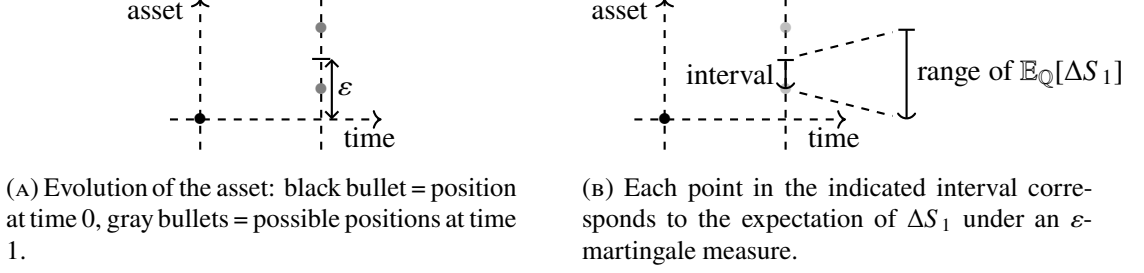 asset
ε
time
asset
interval
range of 𝔼_ℚ[ΔS_1]
time
(A) Evolution of the asset: black bullet = position
at time 0, gray bullets = possible positions at time
1.
(B) Each point in the indicated interval corre-
sponds to the expectation of ΔS_1 under an ε-
martingale measure.